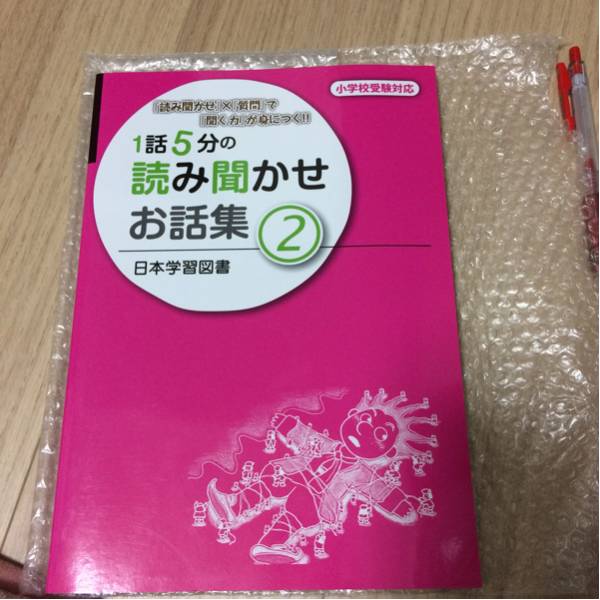 小学校受験対応
「読み聞かせ」×「質問」で
「聞く力」が身につく!!
1話5分の
読み聞かせ
お話集②
日本学習図書